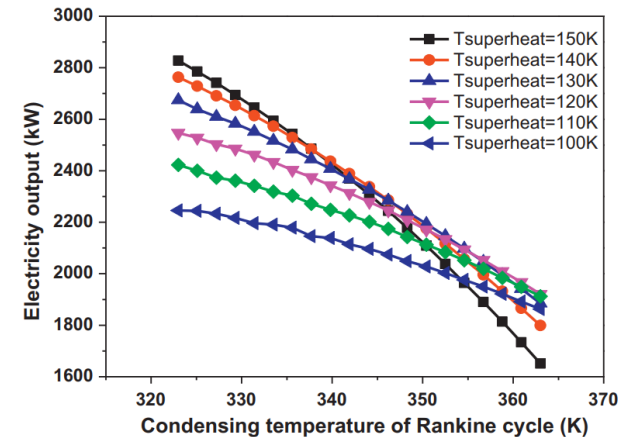 3000
2800
2600
2400
2200
2000
1800
1600
Electricity output (kW)
Tsuperheat=150K
Tsuperheat=140K
Tsuperheat=130K
Tsuperheat=120K
Tsuperheat=110K
Tsuperheat=100K
320 330 340 350 360 370
Condensing temperature of Rankine cycle (K)